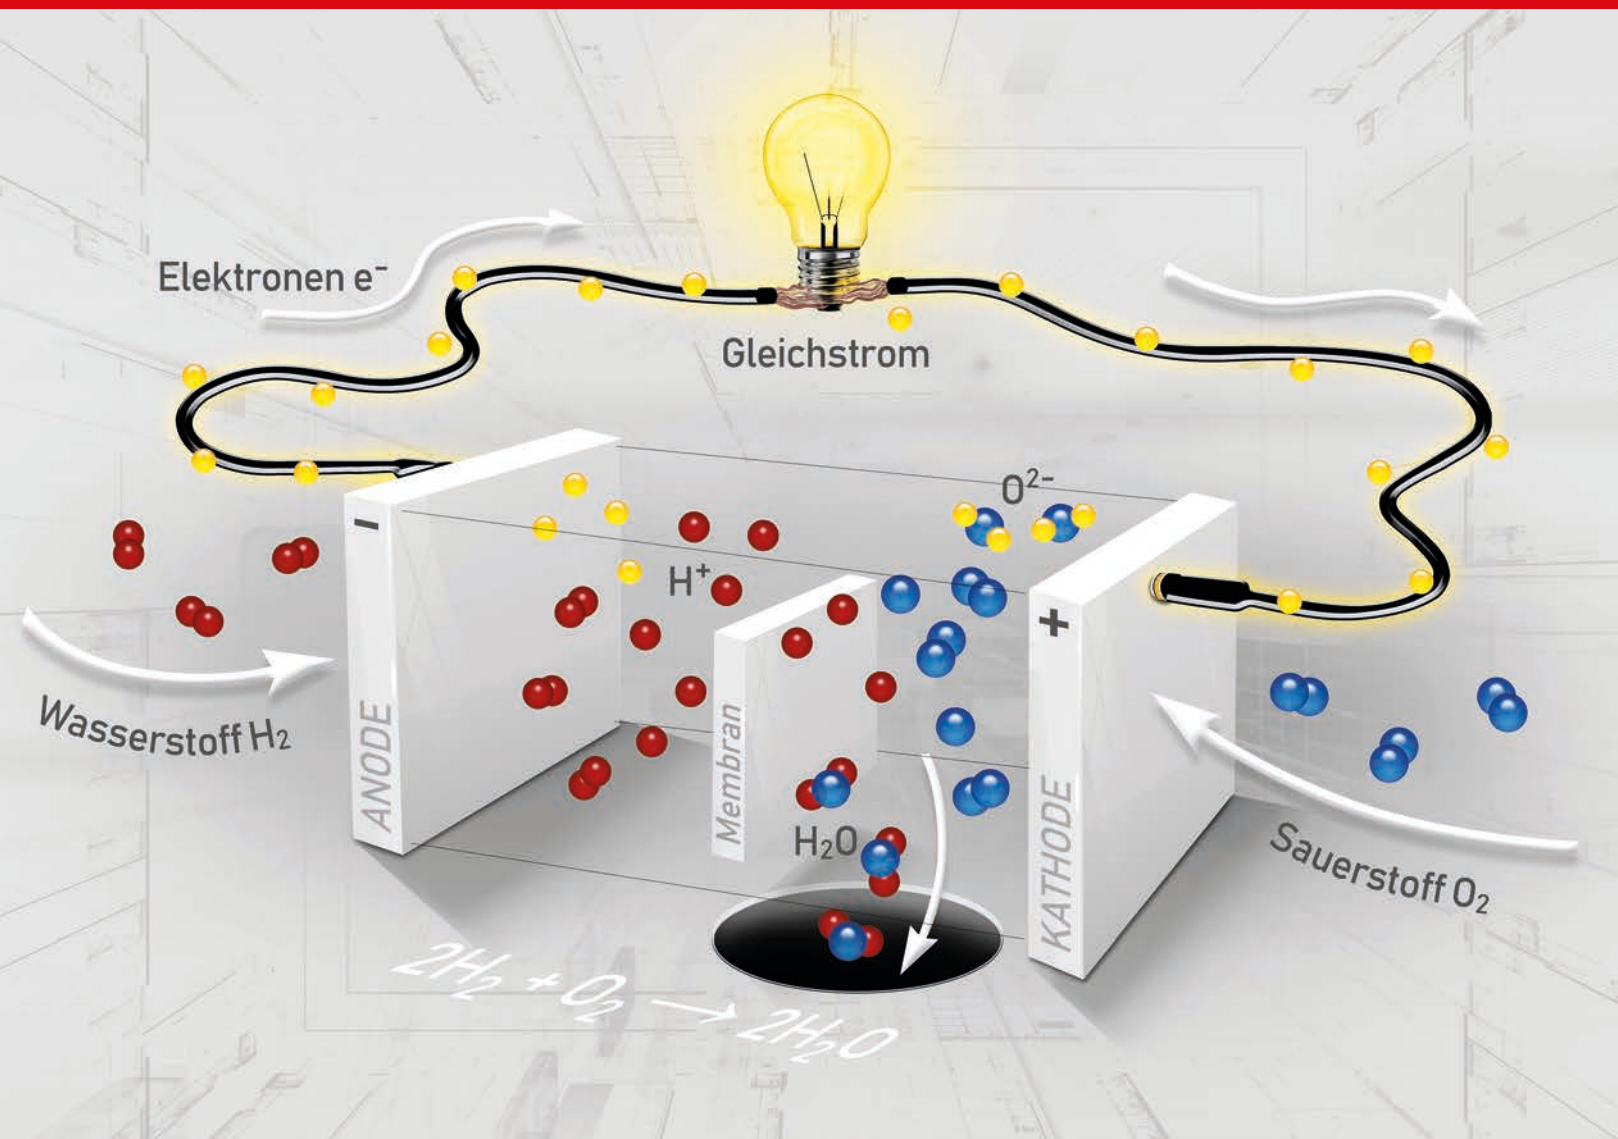 Elektronen e⁻
Gleichstrom
O²⁻
−
H⁺
+
Wasserstoff H₂
ANODE
Membran
H₂O
KATHODE
Sauerstoff O₂
2H₂ + O₂ → 2H₂O